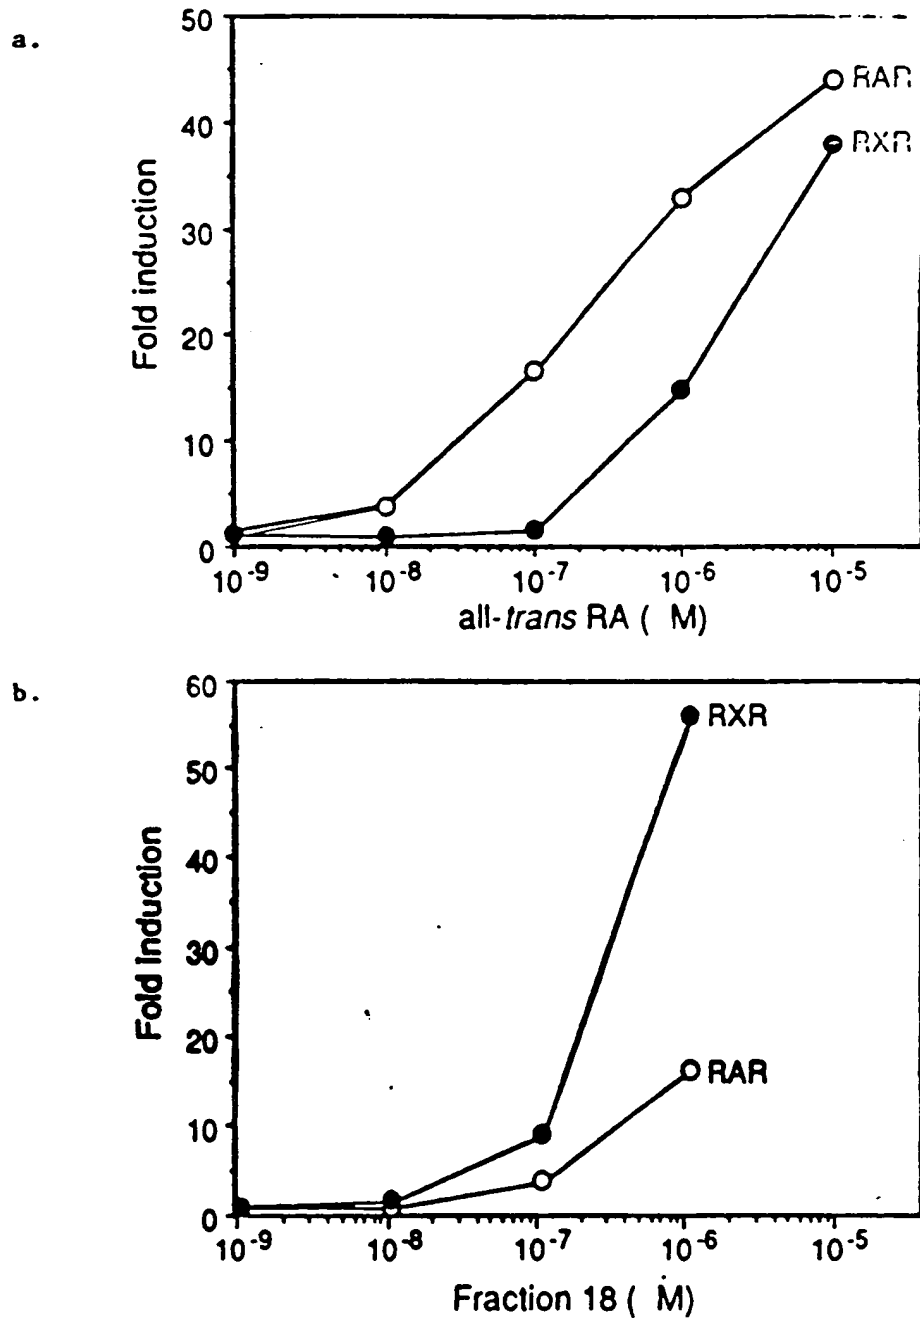 a.
50
40
30
20
10
0
Fold induction
RAR
RXR
10-9
10-8
10-7
10-6
10-5
all-trans RA ( M)
b.
60
50
40
30
20
10
0
Fold Induction
RXR
RAR
10-9
10-8
10-7
10-6
10-5
Fraction 18 ( M)